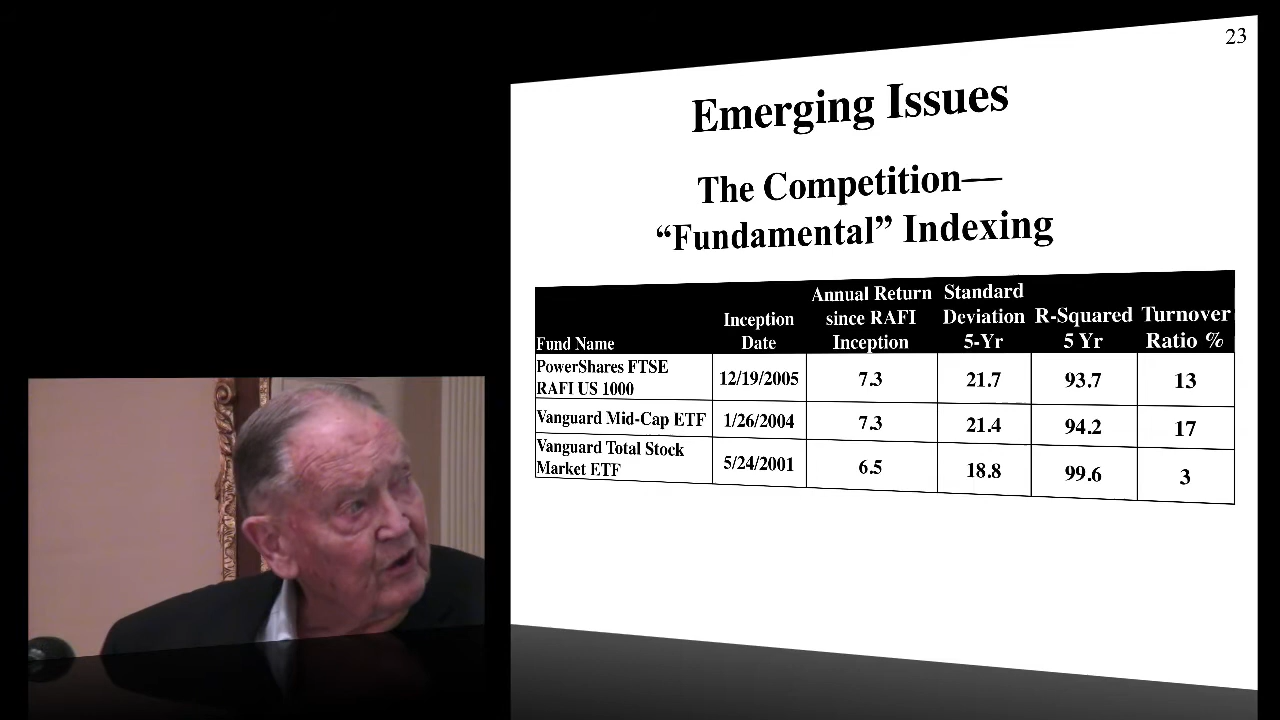 23
Emerging Issues
The Competition—
“Fundamental” Indexing
Fund Name
Inception
Date
Annual Return
since RAFI
Inception
Standard
Deviation
5-Yr
R-Squared
5 Yr
Turnover
Ratio %
PowerShares FTSE
RAFI US 1000
12/19/2005
7.3
21.7
93.7
13
Vanguard Mid-Cap ETF
1/26/2004
7.3
21.4
94.2
17
Vanguard Total Stock
Market ETF
5/24/2001
6.5
18.8
99.6
3